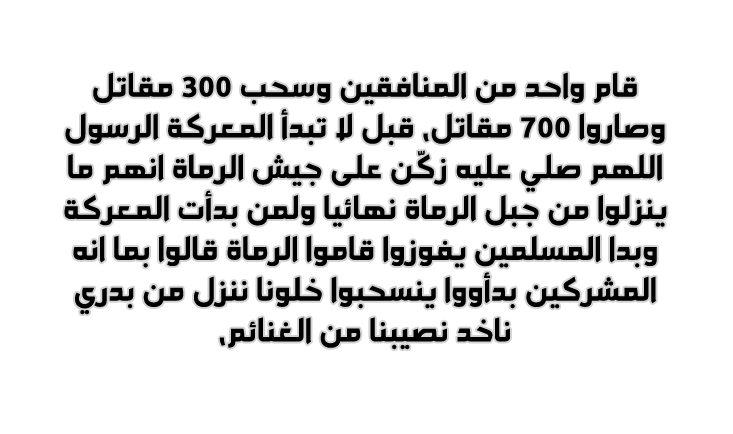 قام واحد من المنافقين وسحب 300 مقاتل
وصاروا 700 مقاتل، قبل لا تبدأ المعركة الرسول
اللهم صلي عليه زكّن على جيش الرماة انهم ما
ينزلوا من جبل الرماة نهائيا ولمن بدأت المعركة
وبدا المسلمين يفوزوا قاموا الرماة قالوا بما انه
المشركين بدأووا ينسحبوا خلونا ننزل من بدري
ناخد نصيبنا من الغنائم،